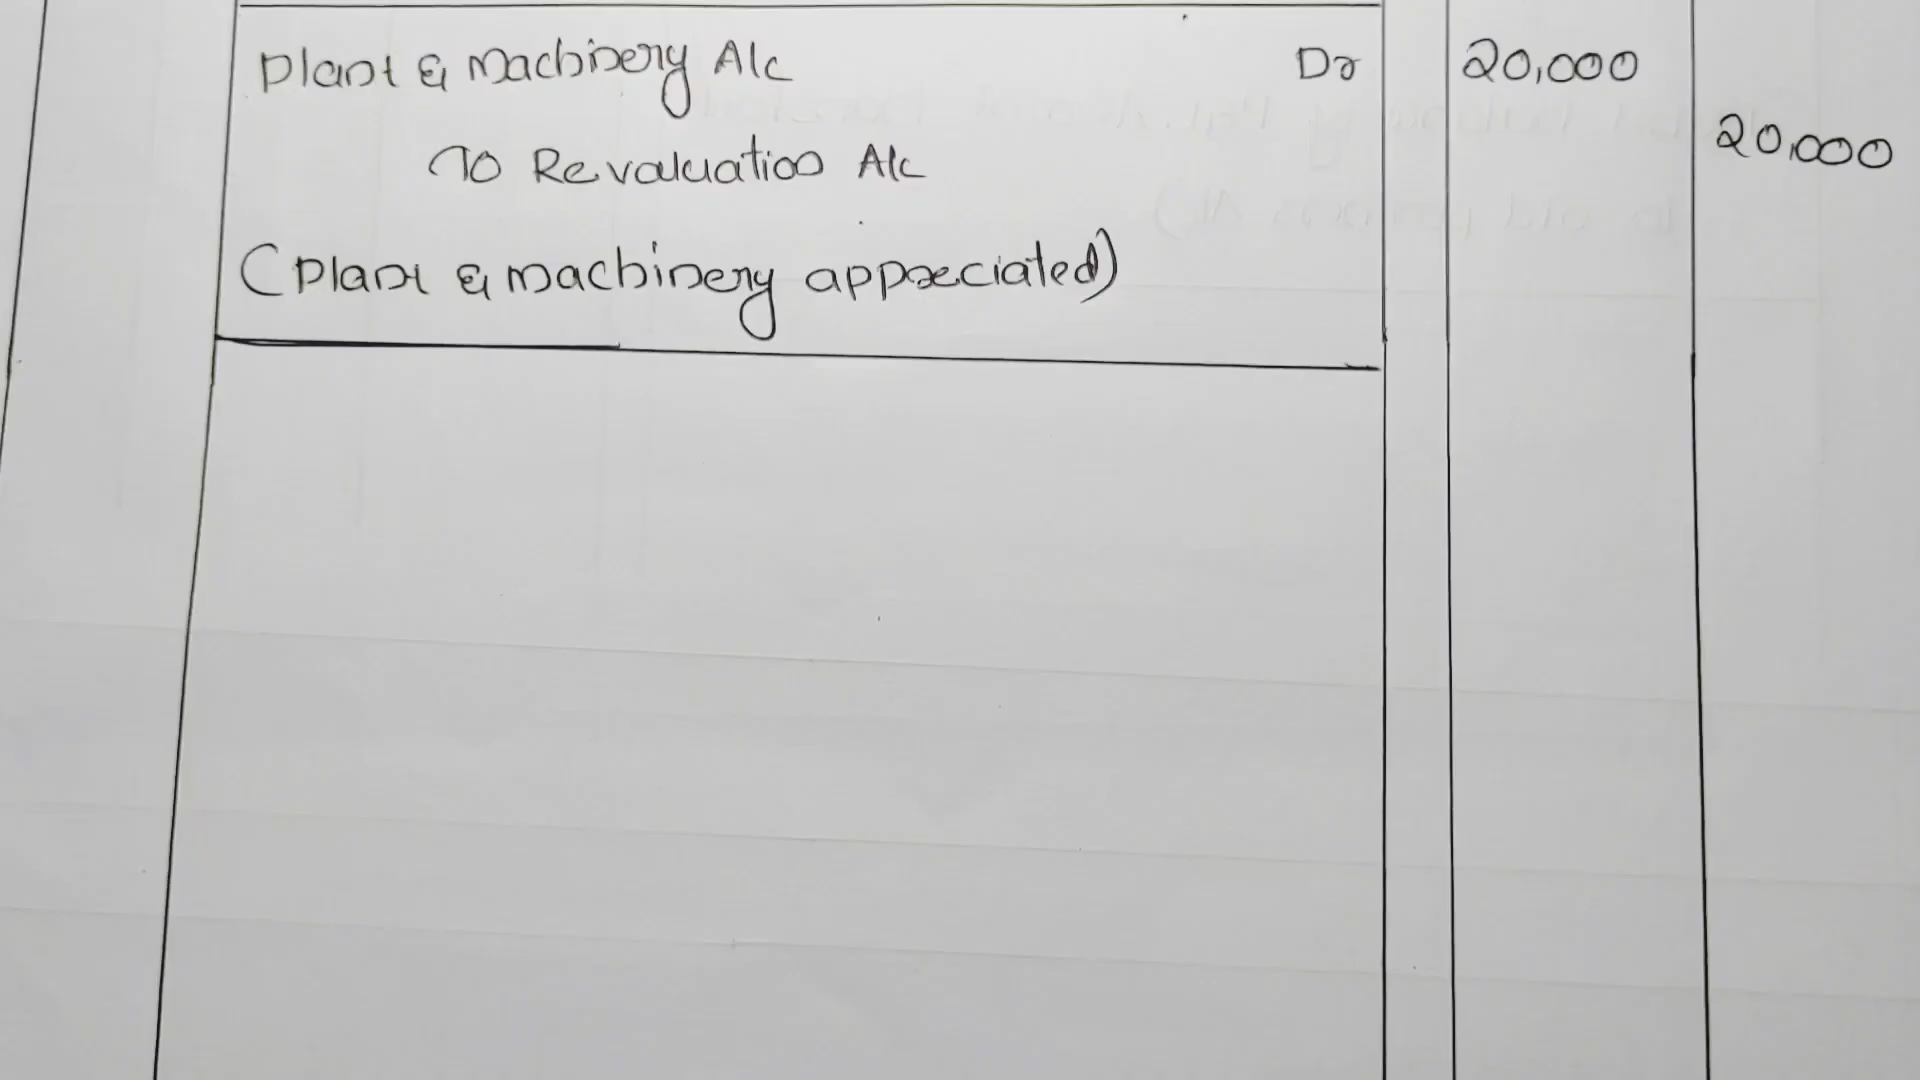 Plant & Machinery A/c Dr 20,000
To Revaluation A/c 20,000
(Plant & Machinery appreciated)